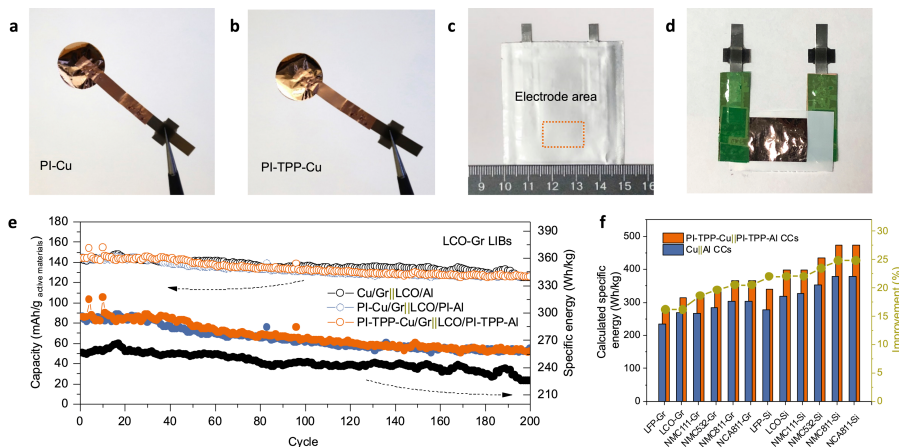 a
b
c
d
PI-Cu
PI-TPP-Cu
Electrode area
9 10 11 12 13 14 15 16
e
LCO-Gr LIBs
Capacity (mAh/g active materials)
180
160
140
120
100
80
60
40
20
0
0 20 40 60 80 100 120 140 160 180 200
Cycle
390
360
330
300
270
240
210
Specific energy (Wh/kg)
Cu/Gr||LCO/Al
PI-Cu/Gr||LCO/PI-Al
PI-TPP-Cu/Gr||LCO/PI-TPP-Al
f
PI-TPP-Cu||PI-TPP-Al CCs
Cu||Al CCs
Calculated specific
energy (Wh/kg)
500
400
300
200
100
0
30
25
20
15
10
5
0
Improvement (%)
LFP-Gr
LCO-Gr
NMC111-Gr
NMC532-Gr
NMC811-Gr
NCA811-Gr
LFP-Si
LCO-Si
NMC111-Si
NMC532-Si
NMC811-Si
NCA811-Si